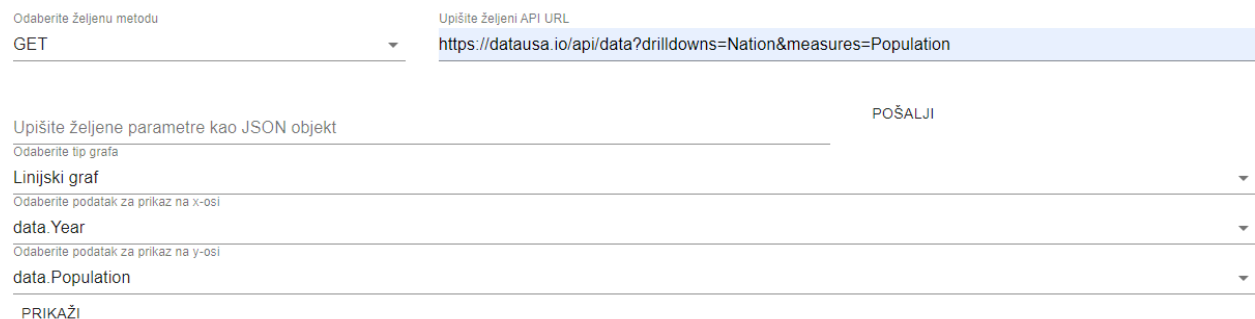 Odaberite željenu metodu
Upišite željeni API URL
GET
https://datausa.io/api/data?drilldowns=Nation&measures=Population
POŠALJI
Upišite željene parametre kao JSON objekt
Odaberite tip grafa
Linijski graf
Odaberite podatak za prikaz na x-osi
data.Year
Odaberite podatak za prikaz na y-osi
data.Population
PRIKAŽI